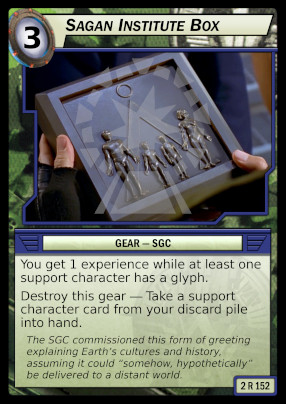 3
SAGAN INSTITUTE BOX
GEAR – SGC
You get 1 experience while at least one
support character has a glyph.
Destroy this gear — Take a support
character card from your discard pile
into hand.
The SGC commissioned this form of greeting
explaining Earth's cultures and history,
assuming it could “somehow, hypothetically”
be delivered to a distant world.
2 R 152